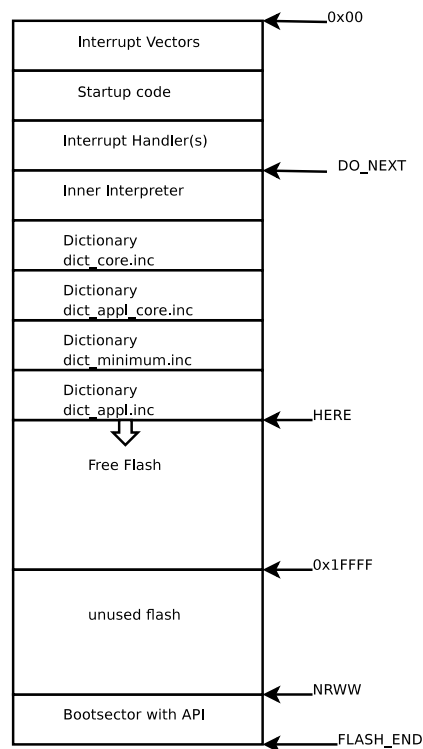 0x00
Interrupt Vectors
Startup code
Interrupt Handler(s)
DO_NEXT
Inner Interpreter
Dictionary
dict_core.inc
Dictionary
dict_appl_core.inc
Dictionary
dict_minimum.inc
Dictionary
dict_appl.inc
HERE
Free Flash
0x1FFFF
unused flash
NRWW
Bootsector with API
FLASH_END